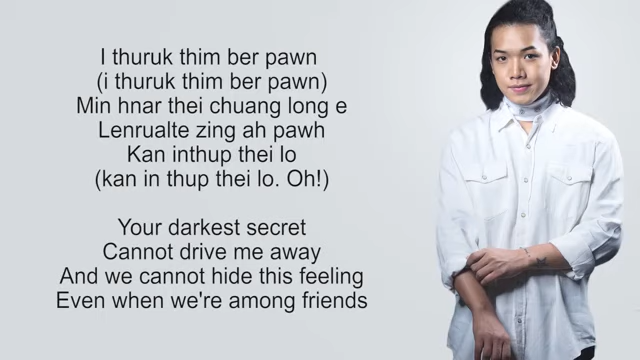 I thuruk thim ber pawn
(i thuruk thim ber pawn)
Min hnar thei chuang long e
Lenrualte zing ah pawh
Kan inthup thei lo
(kan in thup thei lo. Oh!)
Your darkest secret
Cannot drive me away
And we cannot hide this feeling
Even when we're among friends